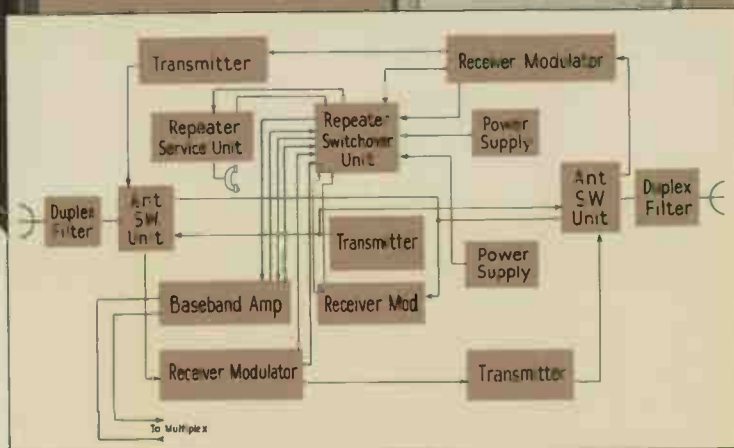 Transmitter
Receiver Modulator
Repeater
Service Unit
Repeater
Switchover
Unit
Power
Supply
Duplex
Filter
Ant
SW
Unit
Ant
SW
Unit
Duplex
Filter
Transmitter
Power
Supply
Baseband Amp
Receiver Mod
Receiver Modulator
Transmitter
To Multiplex